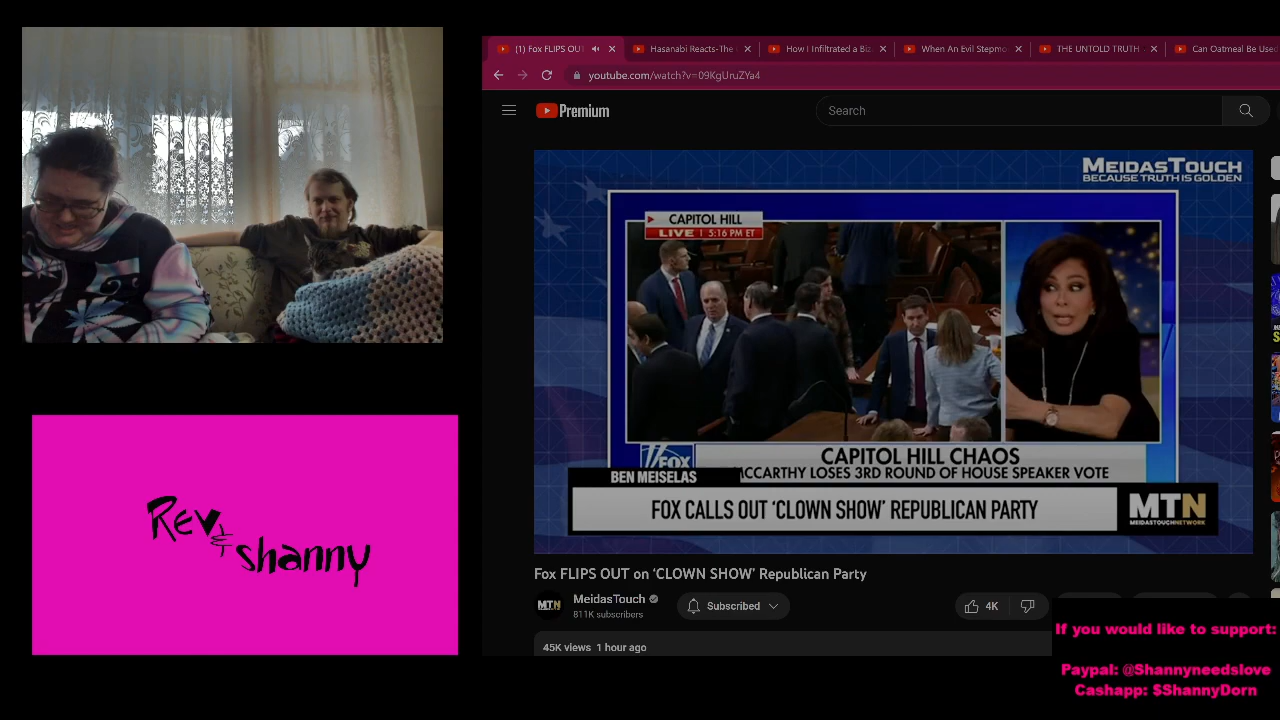 (1) Fox FLIPS OU
Hasanabi Reacts-The
How I Infiltrated a Biz
When An Evil Stepmo
THE UNTOLD TRUTH -
Can Oatmeal Be Used
youtube.com/watch?v=09KgUruZYa4
Premium
Search
MEIDASTOUCH
BECAUSE TRUTH IS GOLDEN
CAPITOL HILL
LIVE | 5:16 PM ET
FOX
CAPITOL HILL CHAOS
MCCARTHY LOSES 3RD ROUND OF HOUSE SPEAKER VOTE
BEN MEISELAS
FOX CALLS OUT ‘CLOWN SHOW’ REPUBLICAN PARTY
MTN
MEIDASTOUCH NETWORK
Fox FLIPS OUT on ‘CLOWN SHOW’ Republican Party
MTN
MeidasTouch
811K subscribers
Subscribed
4K
45K views 1 hour ago
Rev
&
shanny
If you would like to support:
Paypal: @Shannyneedslove
Cashapp: $ShannyDorn